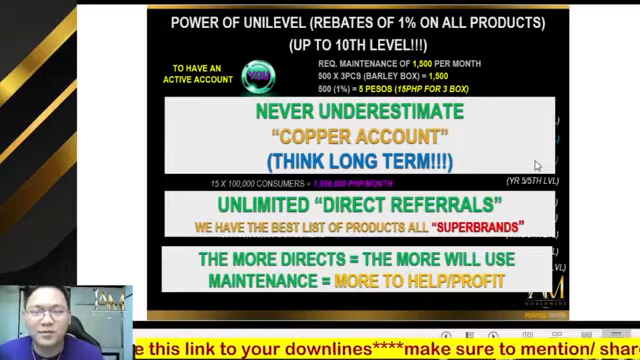 POWER OF UNILEVEL (REBATES OF 1% ON ALL PRODUCTS)
(UP TO 10TH LEVEL!!!)
TO HAVE AN
ACTIVE ACCOUNT
YOU
REQ. MAINTENANCE OF 1,500 PER MONTH
500 X 3PCS (BARLEY BOX) = 1,500
500 (1%) = 5 PESOS (15PHP FOR 3 BOX)
NEVER UNDERESTIMATE
“COPPER ACCOUNT”
(THINK LONG TERM!!!)
15 X 100,000 CONSUMERS = 1,500,000 PHP/MONTH
(YR 5/5TH LVL)
UNLIMITED “DIRECT REFERRALS”
WE HAVE THE BEST LIST OF PRODUCTS ALL “SUPERBRANDS”
THE MORE DIRECTS = THE MORE WILL USE
MAINTENANCE = MORE TO HELP/PROFIT
AM
WORLDWIDE
e this link to your downlines****make sure to mention/ shar